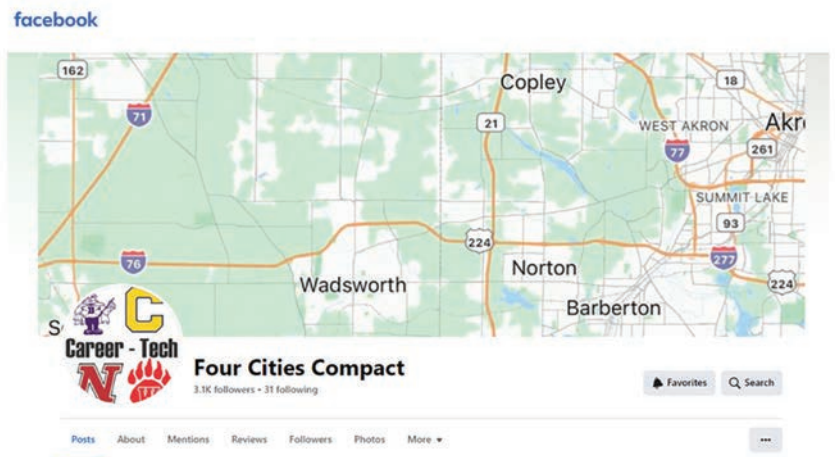 facebook
162
71
Copley
21
18
WEST AKRON
Akr
77
261
SUMMIT LAKE
93
224
76
Norton
277
Wadsworth
224
Barberton
S
C
Career - Tech
N
Four Cities Compact
3.1K followers • 31 following
Favorites
Search
Posts About Mentions Reviews Followers Photos More